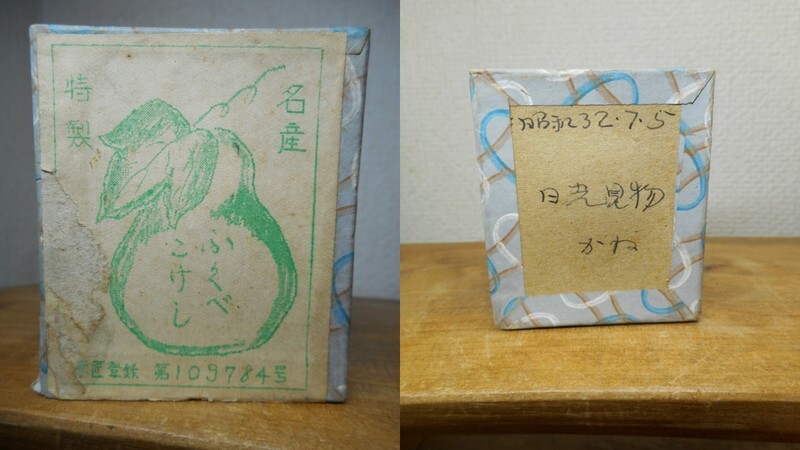 名産
特製
ふくべ
こけし
意匠登録 第109784号
昭和32.7.5
日光見物
かね